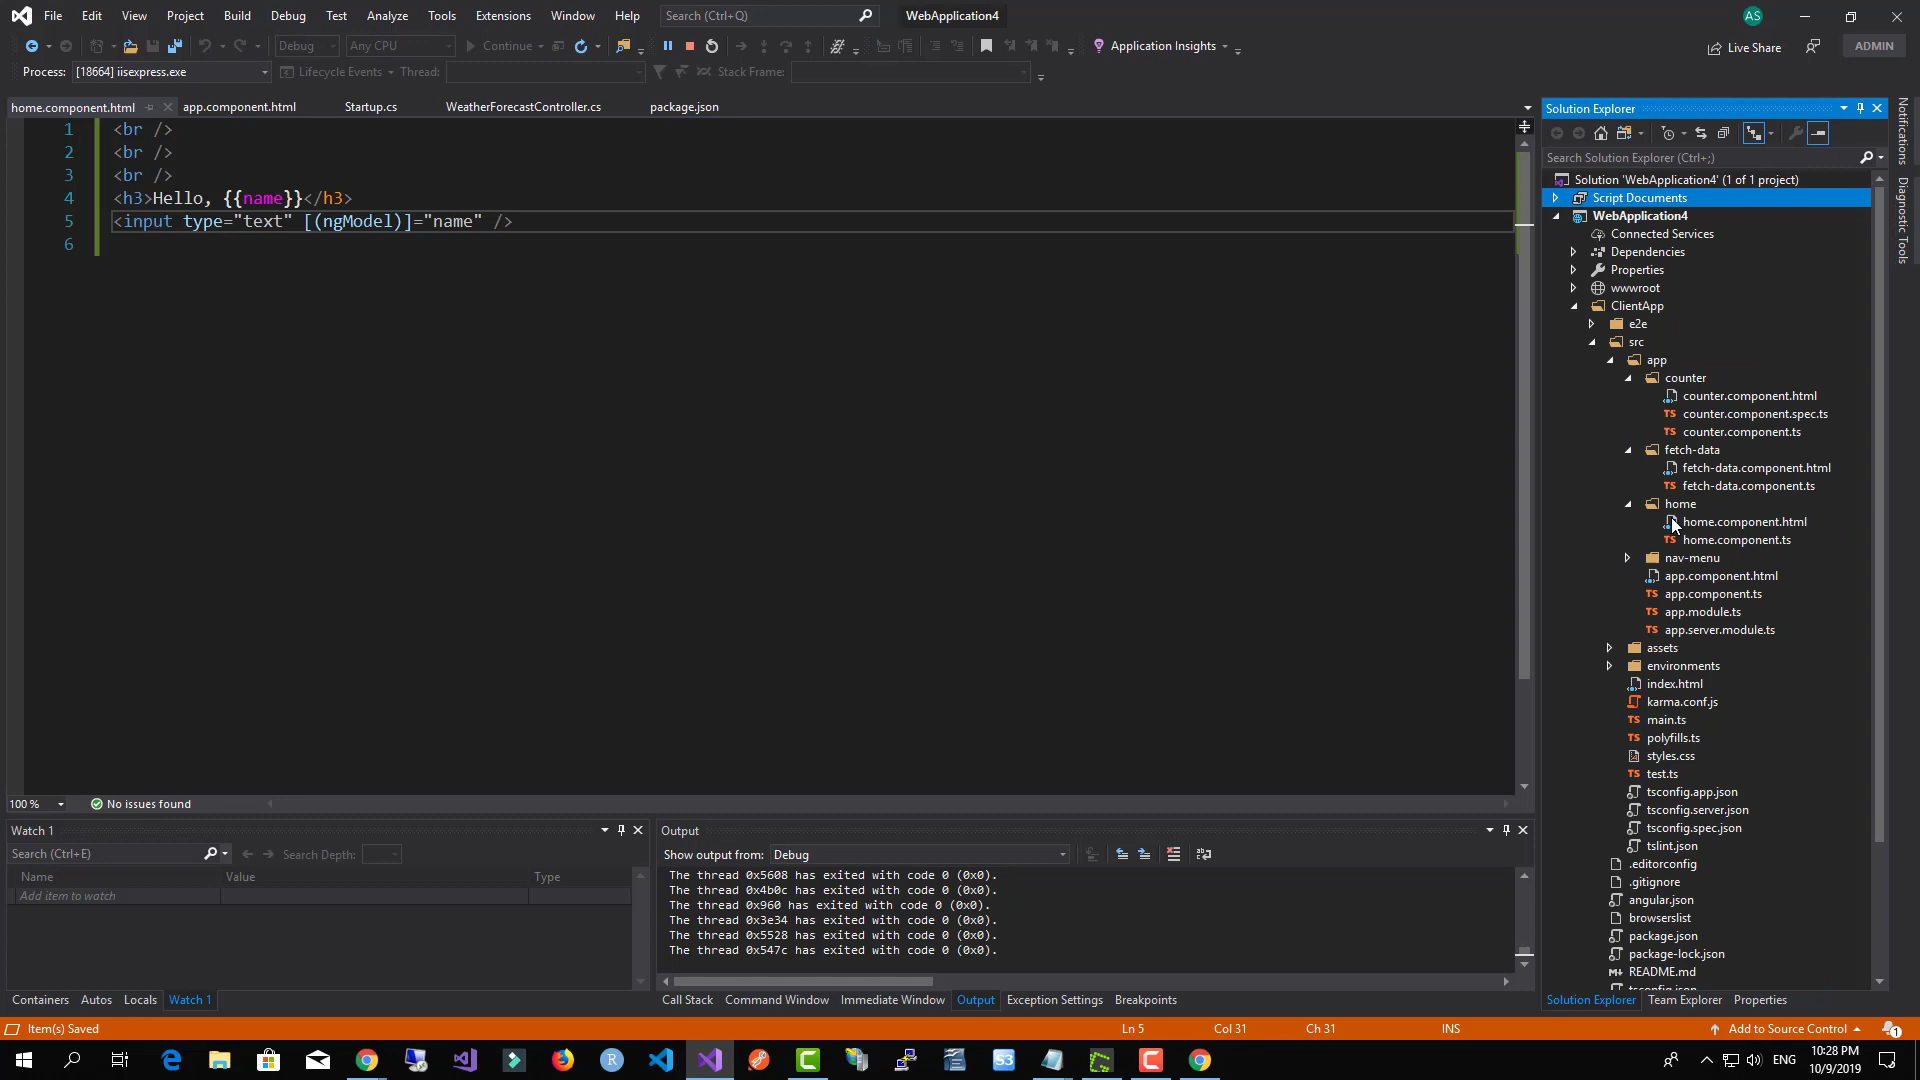 File Edit View Project Build Debug Test Analyze Tools Extensions Window Help Search (Ctrl+Q) WebApplication4 AS
Debug Any CPU Continue Application Insights Live Share ADMIN
Process: [18664] iisexpress.exe Lifecycle Events Thread: Stack Frame:
home.component.html app.component.html Startup.cs WeatherForecastController.cs package.json
1 <br />
2 <br />
3 <br />
4 <h3>Hello, {{name}}</h3>
5 <input type="text" [(ngModel)]="name" />
6
100 % No issues found
Solution Explorer
Search Solution Explorer (Ctrl+;)
Solution 'WebApplication4' (1 of 1 project)
Script Documents
WebApplication4
Connected Services
Dependencies
Properties
wwwroot
ClientApp
e2e
src
app
counter
counter.component.html
TS counter.component.spec.ts
TS counter.component.ts
fetch-data
fetch-data.component.html
TS fetch-data.component.ts
home
home.component.html
TS home.component.ts
nav-menu
app.component.html
TS app.component.ts
TS app.module.ts
TS app.server.module.ts
assets
environments
index.html
karma.conf.js
TS main.ts
TS polyfills.ts
styles.css
TS test.ts
tsconfig.app.json
tsconfig.server.json
tsconfig.spec.json
tslint.json
.editorconfig
.gitignore
angular.json
browserslist
package.json
package-lock.json
README.md
tsconfig.json
Solution Explorer Team Explorer Properties
Notifications
Diagnostic Tools
Watch 1
Search (Ctrl+E) Search Depth:
Name Value Type
Add item to watch
Containers Autos Locals Watch 1
Output
Show output from: Debug
The thread 0x5608 has exited with code 0 (0x0).
The thread 0x4b0c has exited with code 0 (0x0).
The thread 0x960 has exited with code 0 (0x0).
The thread 0x3e34 has exited with code 0 (0x0).
The thread 0x5528 has exited with code 0 (0x0).
The thread 0x547c has exited with code 0 (0x0).
Call Stack Command Window Immediate Window Output Exception Settings Breakpoints
Item(s) Saved Ln 5 Col 31 Ch 31 INS Add to Source Control 1
R S3 C C ENG 10:28 PM
10/9/2019